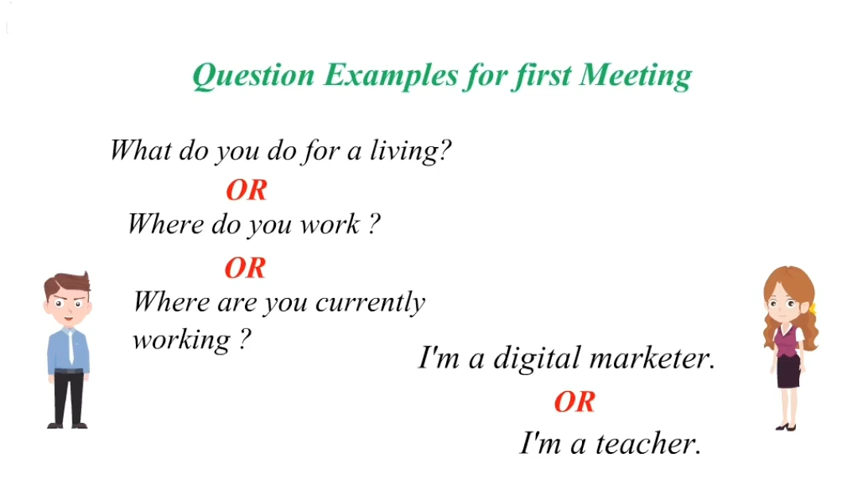 Question Examples for first Meeting
What do you do for a living?
OR
Where do you work ?
OR
Where are you currently
working ?
I'm a digital marketer.
OR
I'm a teacher.